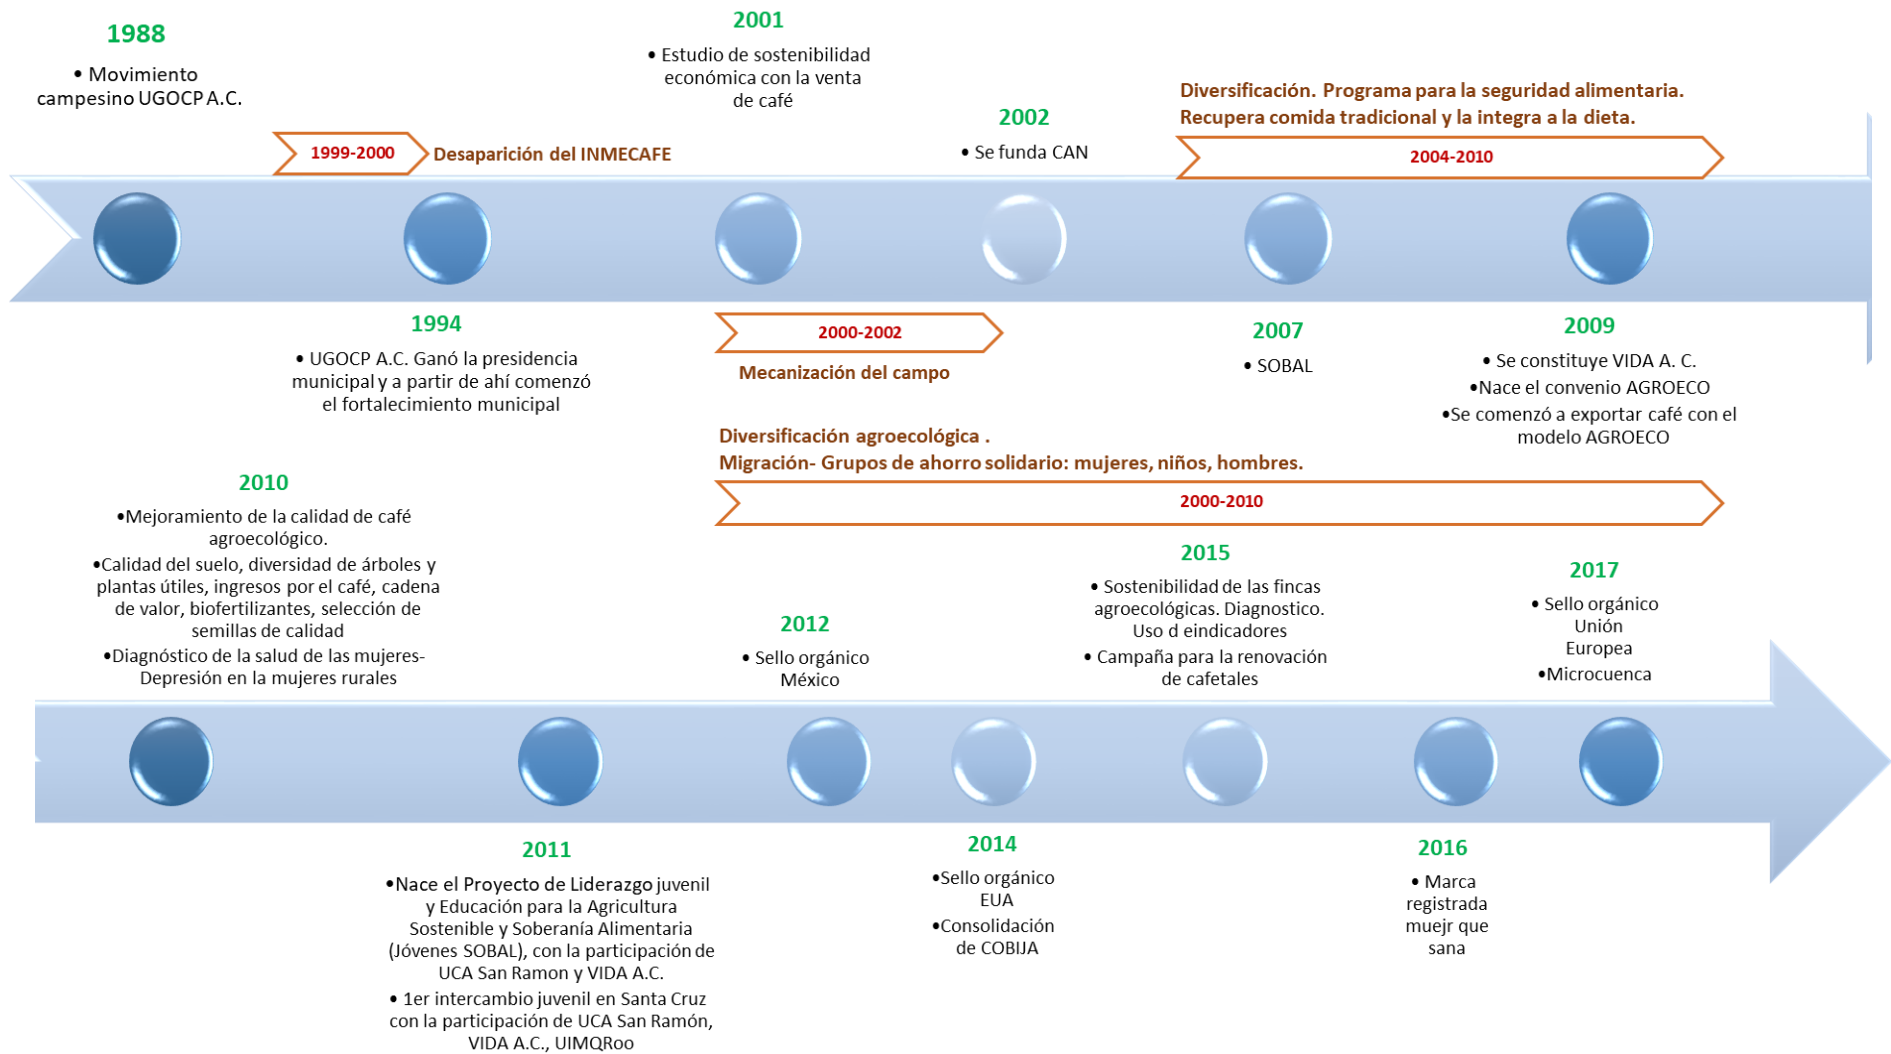 1988
• Movimiento
campesino UGOCP A.C.
1999-2000
Desaparición del INMECAFE
2001
• Estudio de sostenibilidad
económica con la venta
de café
2002
• Se funda CAN
Diversificación. Programa para la seguridad alimentaria.
Recupera comida tradicional y la integra a la dieta.
2004-2010
1994
• UGOCP A.C. Ganó la presidencia
municipal y a partir de ahí comenzó
el fortalecimiento municipal
2000-2002
Mecanización del campo
2007
• SOBAL
2009
• Se constituye VIDA A. C.
•Nace el convenio AGROECO
•Se comenzó a exportar café con el
modelo AGROECO
Diversificación agroecológica .
Migración- Grupos de ahorro solidario: mujeres, niños, hombres.
2000-2010
2010
•Mejoramiento de la calidad de café
agroecológico.
•Calidad del suelo, diversidad de árboles y
plantas útiles, ingresos por el café, cadena
de valor, biofertilizantes, selección de
semillas de calidad
•Diagnóstico de la salud de las mujeres-
Depresión en la mujeres rurales
2012
• Sello orgánico
México
2015
• Sostenibilidad de las fincas
agroecológicas. Diagnostico.
Uso d eindicadores
• Campaña para la renovación
de cafetales
2017
• Sello orgánico
Unión
Europea
•Microcuenca
2011
•Nace el Proyecto de Liderazgo juvenil
y Educación para la Agricultura
Sostenible y Soberanía Alimentaria
(Jóvenes SOBAL), con la participación de
UCA San Ramon y VIDA A.C.
• 1er intercambio juvenil en Santa Cruz
con la participación de UCA San Ramón,
VIDA A.C., UIMQRoo
2014
•Sello orgánico
EUA
•Consolidación
de COBIJA
2016
• Marca
registrada
muejr que
sana